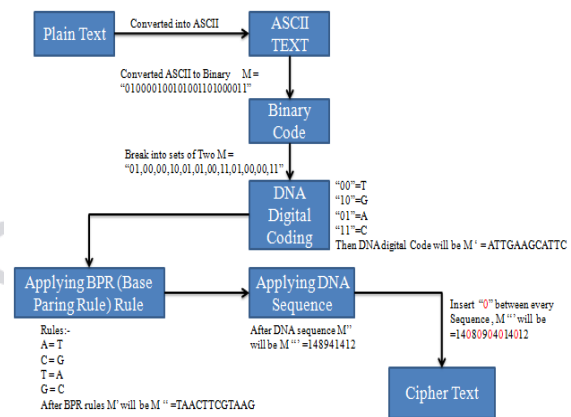 Plain Text
Converted into ASCII
ASCII
TEXT
Converted ASCII to Binary M =
“010000100101001101000011”
Binary
Code
Break into sets of Two M =
“01,00,00,10,01,01,00,11,01,00,00,11”
DNA
Digital
Coding
“00”=T
“10”=G
“01”=A
“11”=C
Then DNA digital Code will be M ‘ = ATTGAAGCATTC
Applying BPR (Base
Paring Rule) Rule
Applying DNA
Sequence
Rules:-
A= T
C = G
T = A
G = C
After BPR rules M’ will be M “ =TAACTTCGTAAG
After DNA sequence M”
will be M “’ =148941412
Insert “0” between every
Sequence , M “’ will be
=14080904014012
Cipher Text